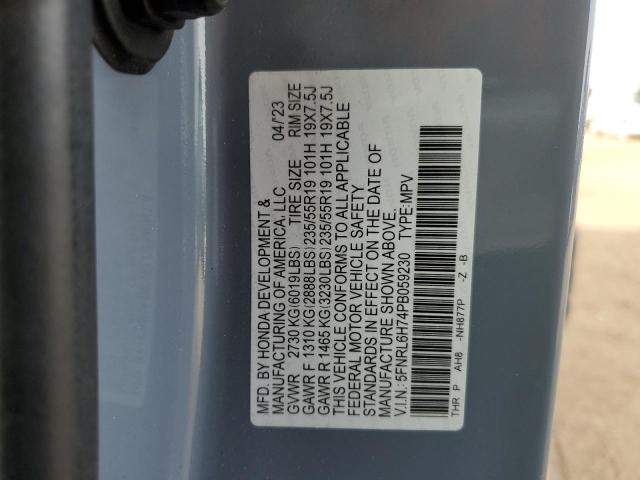 MFD. BY HONDA DEVELOPMENT &
MANUFACTURING OF AMERICA, LLC 04/23
GVWR 2730 KG(6019LBS) TIRE SIZE RIM SIZE
GAWR F 1310 KG(2888LBS)235/55R19 101H 19X7.5J
GAWR R 1465 KG(3230LBS)235/55R19 101H 19X7.5J
THIS VEHICLE CONFORMS TO ALL APPLICABLE
FEDERAL MOTOR VEHICLE SAFETY
STANDARDS IN EFFECT ON THE DATE OF
MANUFACTURE SHOWN ABOVE.
V.I.N.:5FNRL6H74PB059230 TYPE:MPV
THR P AH8 -NH877P -Z -B